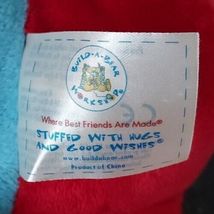 BUILD-A-BEAR
WORKSHOP®
Where Best Friends Are Made®
STUFFED WITH HUGS
AND GOOD WISHES®
www.buildabear.com
Product of China